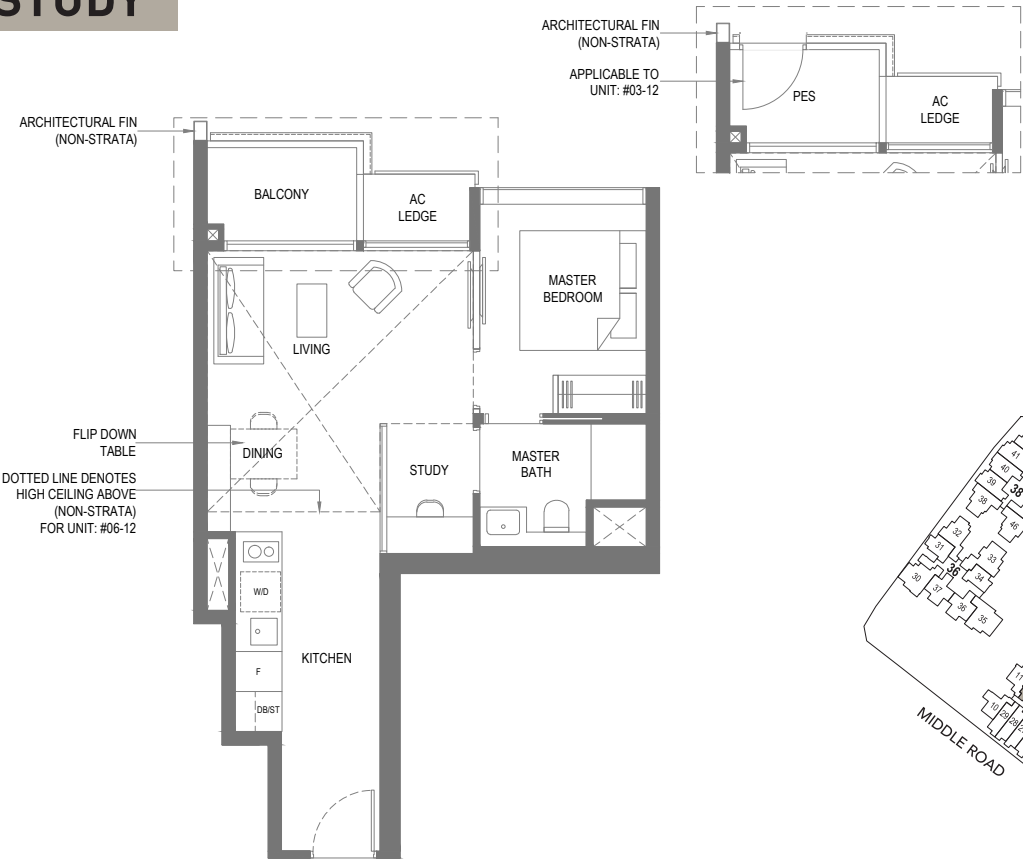 STUDY
ARCHITECTURAL FIN
(NON-STRATA)
APPLICABLE TO
UNIT: #03-12
PES
AC
LEDGE
ARCHITECTURAL FIN
(NON-STRATA)
BALCONY
AC
LEDGE
MASTER
BEDROOM
LIVING
FLIP DOWN
TABLE
DINING
DOTTED LINE DENOTES
HIGH CEILING ABOVE
(NON-STRATA)
FOR UNIT: #06-12
STUDY
MASTER
BATH
W/D
KITCHEN
F
DB/ST
41
40
39
38
38
46
32
31
33
36
34
30
37
36
35
11
10
29
28
MIDDLE ROAD